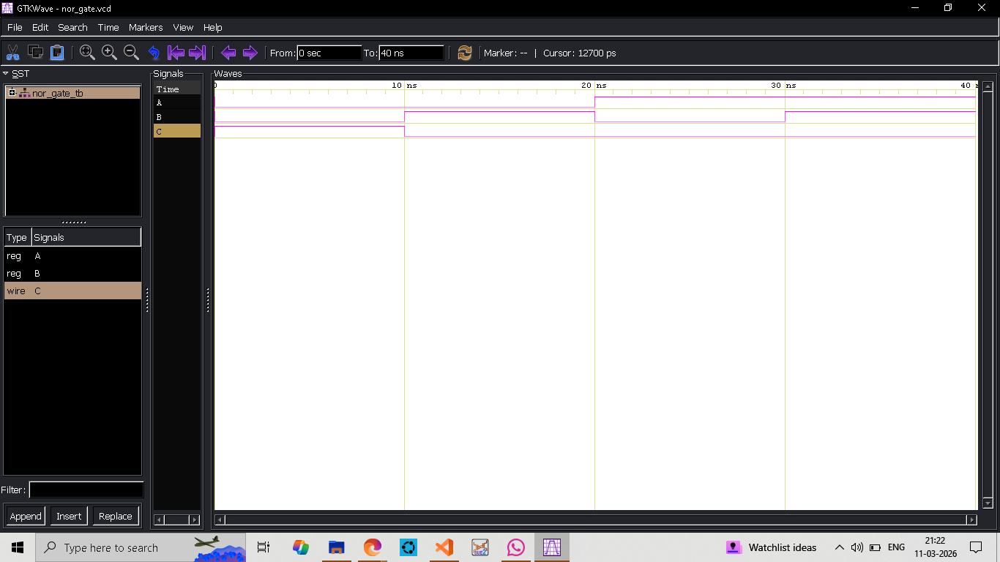 GTKWave - nor_gate.vcd
File Edit Search Time Markers View Help
From: 0 sec To: 40 ns Marker: -- | Cursor: 12700 ps
SST
nor_gate_tb
Type Signals
reg A
reg B
wire C
Filter:
Append Insert Replace
Signals
Time
A
B
C
Waves
0 10 ns 20 ns 30 ns 40 n
Type here to search
SUE2
Watchlist ideas
ENG
21:22
11-03-2026